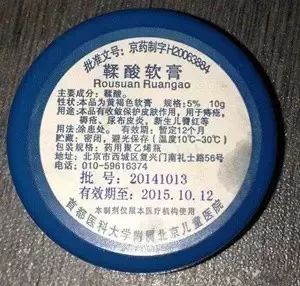 批准文号：京药制字H20063884
鞣酸软膏
Rousuan Ruangao
主要成分：鞣酸。
性状：本品为黄褐色软膏 规格：5% 10g
用途：本品有收敛保护皮肤作用，用于痔疮，
褥疮、尿布皮炎，新生儿臀红等
用法：涂患处。 有效期：暂定12个月
贮藏：密闭，避光保存（温度10℃~30℃）
包装规格：药用聚乙烯瓶
地址：北京市西城区复兴门南礼士路56号
电话：010-59616374
批 号：20141013
有效期至：2015.10.12
本制剂仅限本医疗机构使用
首都医科大学附属北京儿童医院